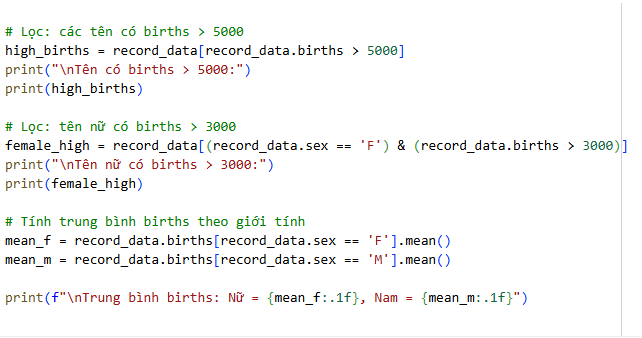 # Lọc: các tên có births > 5000
high_births = record_data[record_data.births > 5000]
print("\nTên có births > 5000:")
print(high_births)
# Lọc: tên nữ có births > 3000
female_high = record_data[(record_data.sex == 'F') & (record_data.births > 3000)]
print("\nTên nữ có births > 3000:")
print(female_high)
# Tính trung bình births theo giới tính
mean_f = record_data.births[record_data.sex == 'F'].mean()
mean_m = record_data.births[record_data.sex == 'M'].mean()
print(f"\nTrung bình births: Nữ = {mean_f:.1f}, Nam = {mean_m:.1f}")